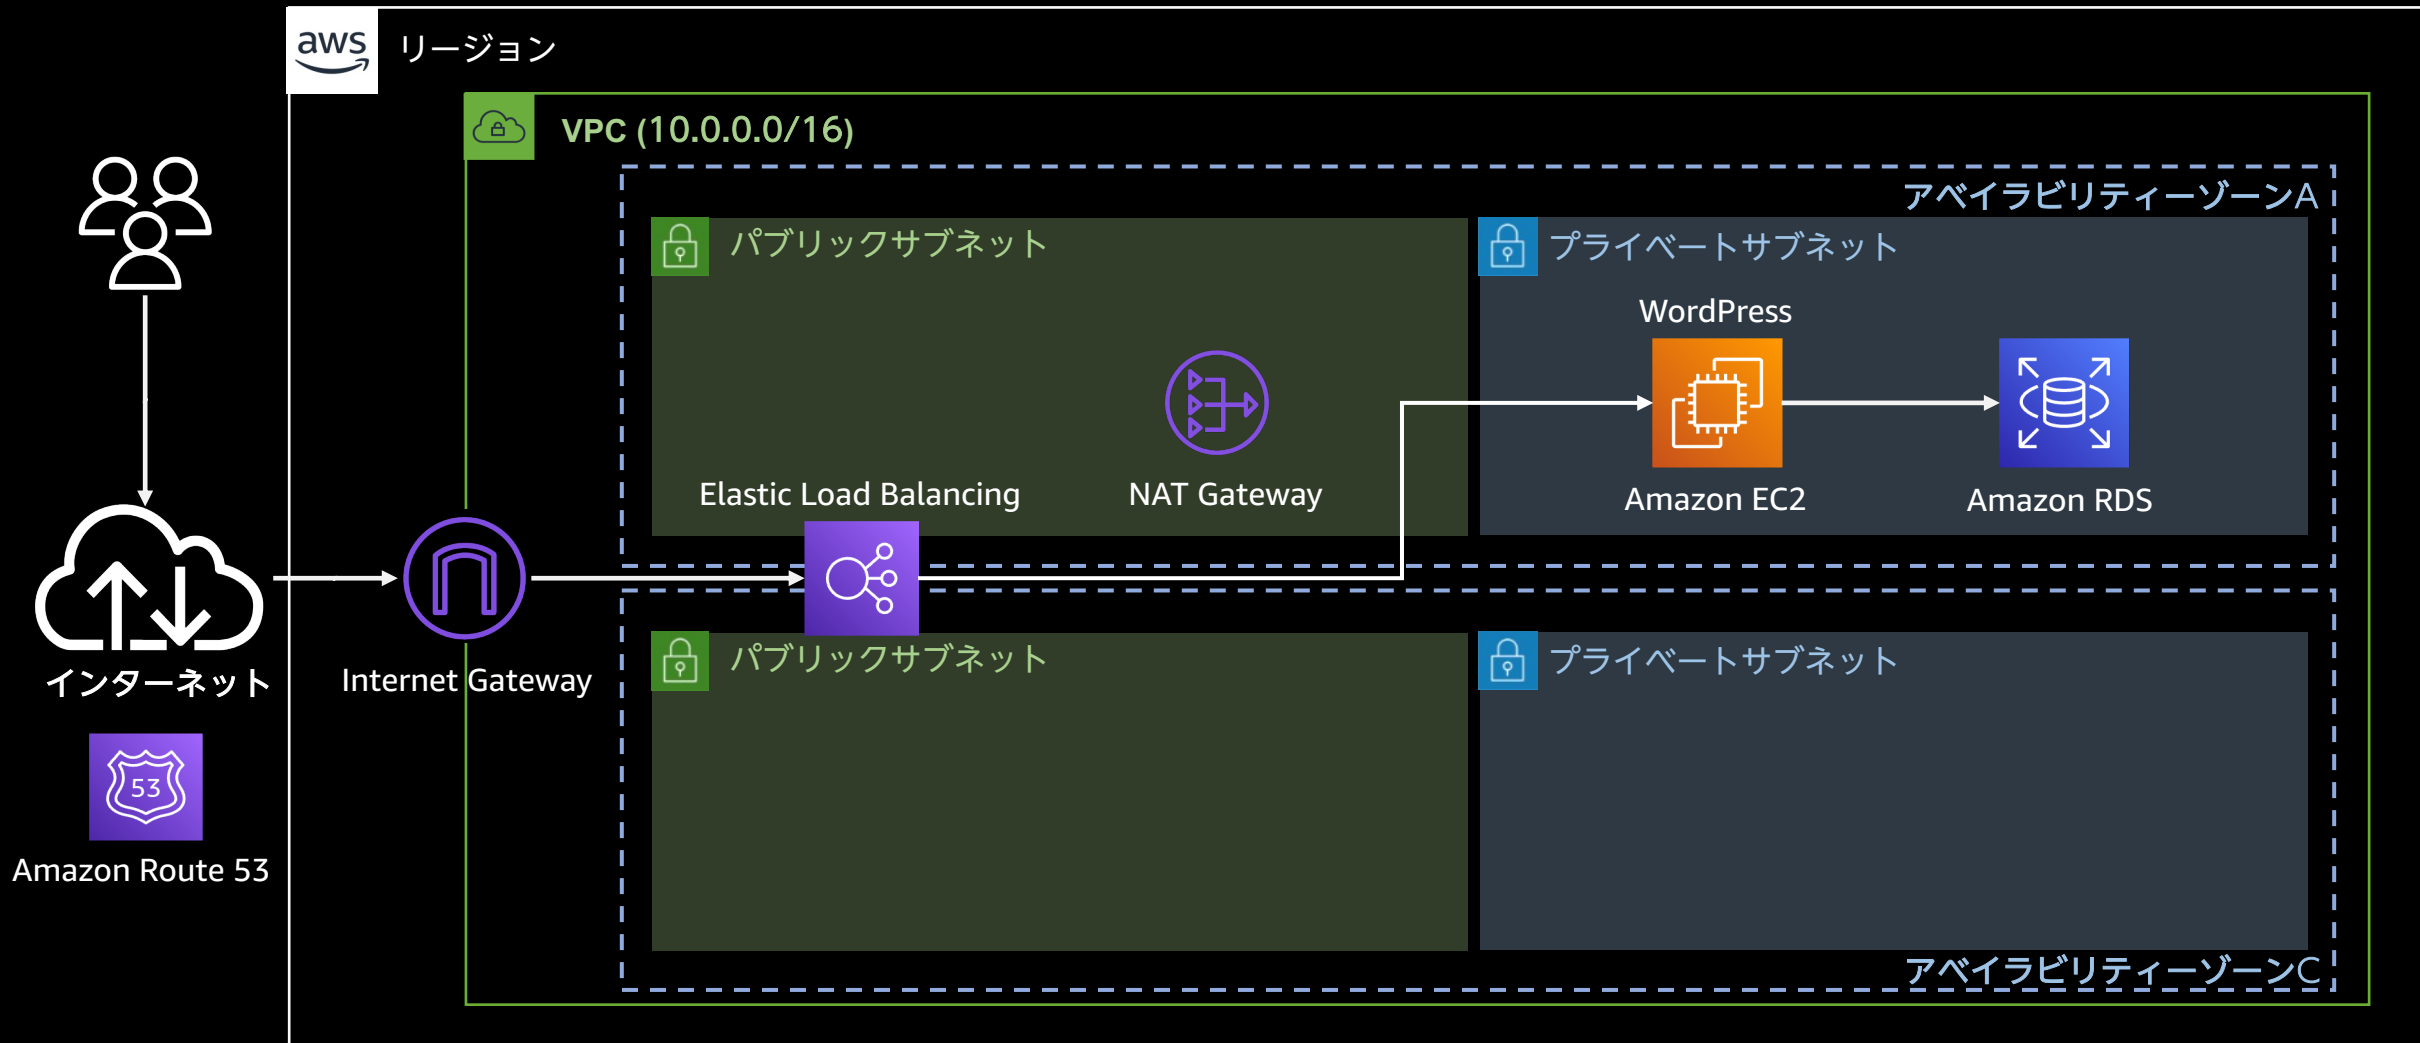 aws
リージョン
VPC (10.0.0.0/16)
アベイラビリティーゾーンA
パブリックサブネット
プライベートサブネット
WordPress
Elastic Load Balancing
NAT Gateway
Amazon EC2
Amazon RDS
インターネット
Internet Gateway
パブリックサブネット
プライベートサブネット
53
Amazon Route 53
アベイラビリティーゾーンC